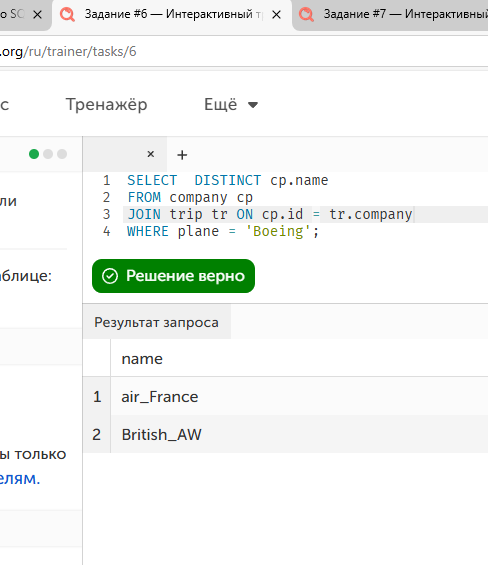 о SC
Задание #6 — Интерактивный т
Задание #7 — Интерактивный
.org/ru/trainer/tasks/6
с Тренажёр Ещё
ли
1 SELECT DISTINCT cp.name
2 FROM company cp
3 JOIN trip tr ON cp.id = tr.company
4 WHERE plane = 'Boeing';
аблице:
Решение верно
Результат запроса
name
1 air_France
2 British_AW
ы только
елям.